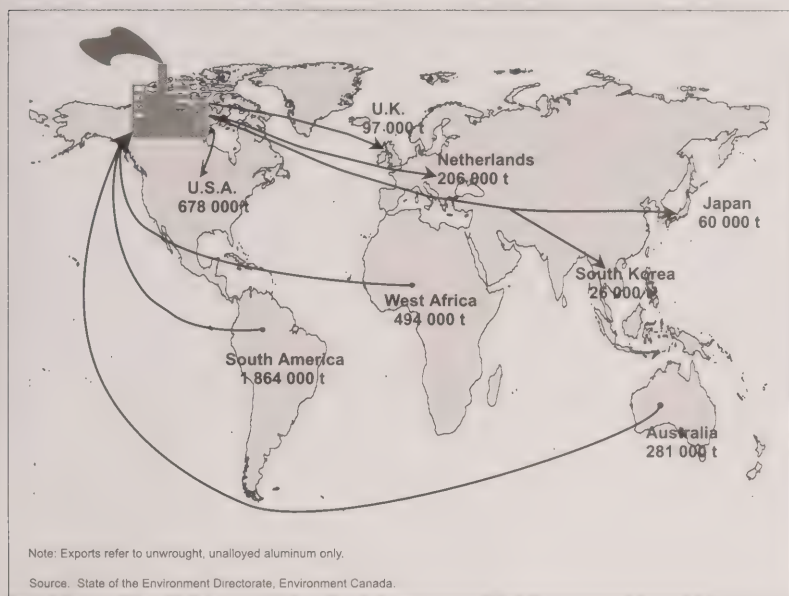 U.K.
97 000 t
Netherlands
206 000 t
U.S.A.
678 000 t
Japan
60 000 t
South Korea
26 000 t
West Africa
494 000 t
South America
1 864 000 t
Australia
281 000 t
Note: Exports refer to unwrought, unalloyed aluminum only.
Source. State of the Environment Directorate, Environment Canada.